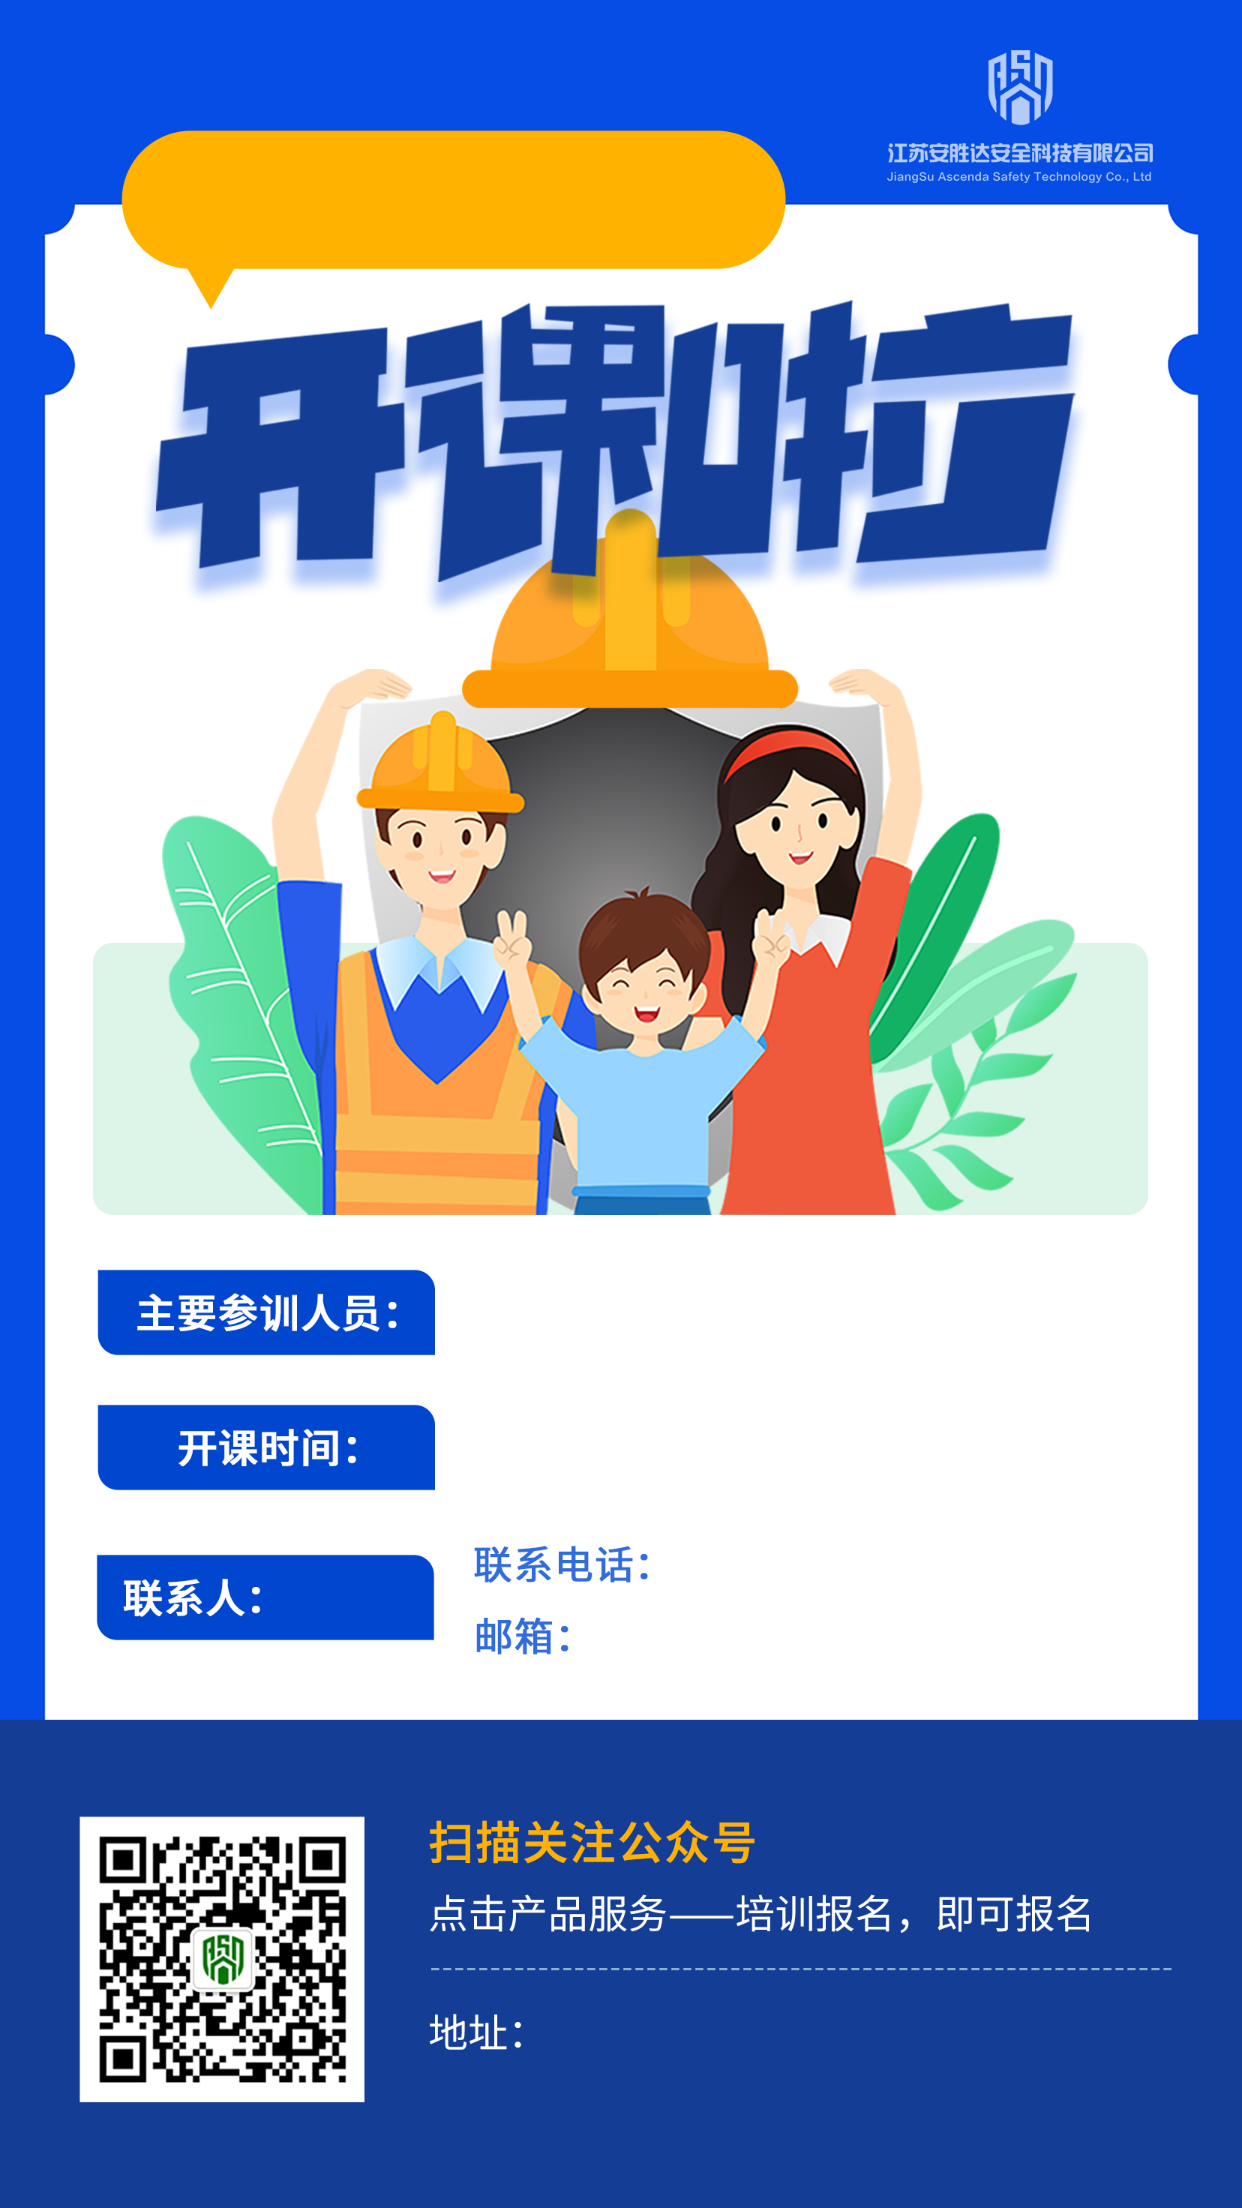 江苏安胜达安全科技有限公司
JiangSu Ascenda Safety Technology Co., Ltd
开课啦
主要参训人员：
开课时间：
联系人：
联系电话：
邮箱：
扫描关注公众号
点击产品服务——培训报名，即可报名
地址：